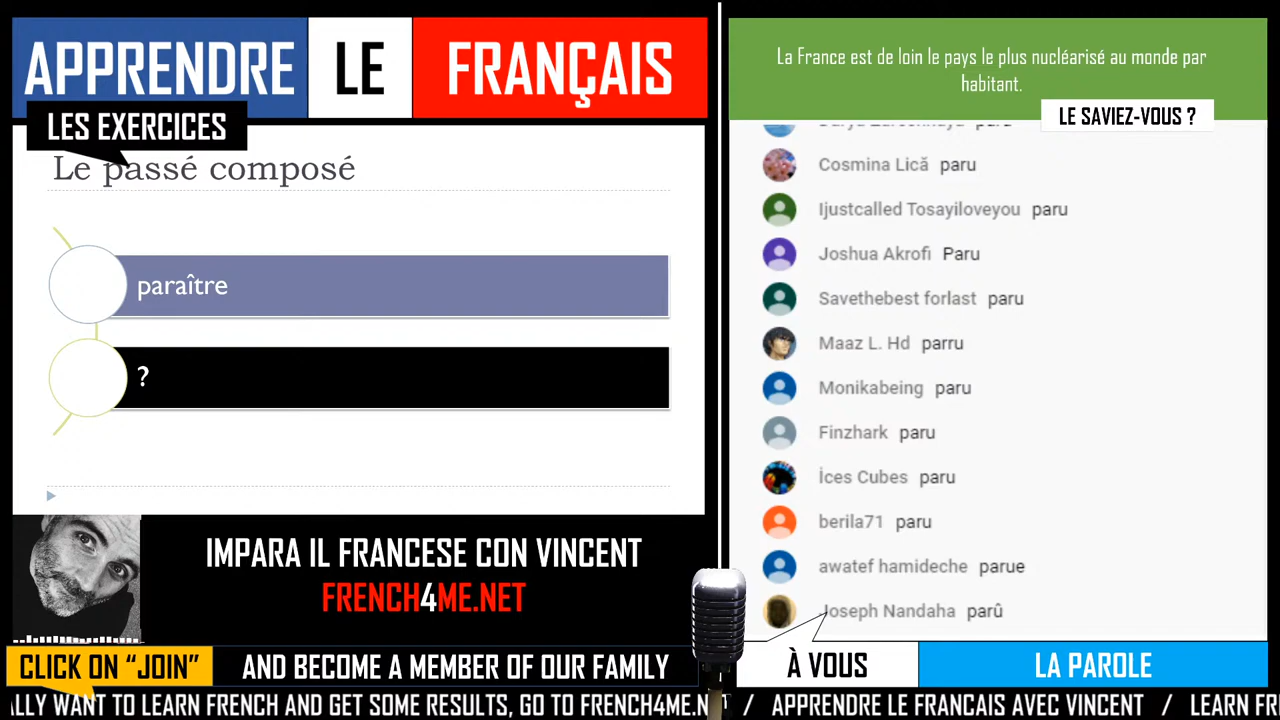 APPRENDRE LE FRANÇAIS
LES EXERCICES
Le passé composé
paraître
?
IMPARA IL FRANCESE CON VINCENT
FRENCH4ME.NET
CLICK ON “JOIN” AND BECOME A MEMBER OF OUR FAMILY
La France est de loin le pays le plus nucléarisé au monde par
habitant.
LE SAVIEZ-VOUS ?
Cosmina Lică paru
Ijustcalled Tosayiloveyou paru
Joshua Akrofi Paru
Savethebest forlast paru
Maaz L. Hd parru
Monikabeing paru
Finzhark paru
İces Cubes paru
berila71 paru
awatef hamideche parue
Joseph Nandaha parû
À VOUS LA PAROLE
ALLY WANT TO LEARN FRENCH AND GET SOME RESULTS, GO TO FRENCH4ME.N / APPRENDRE LE FRANCAIS AVEC VINCENT / LEARN FR